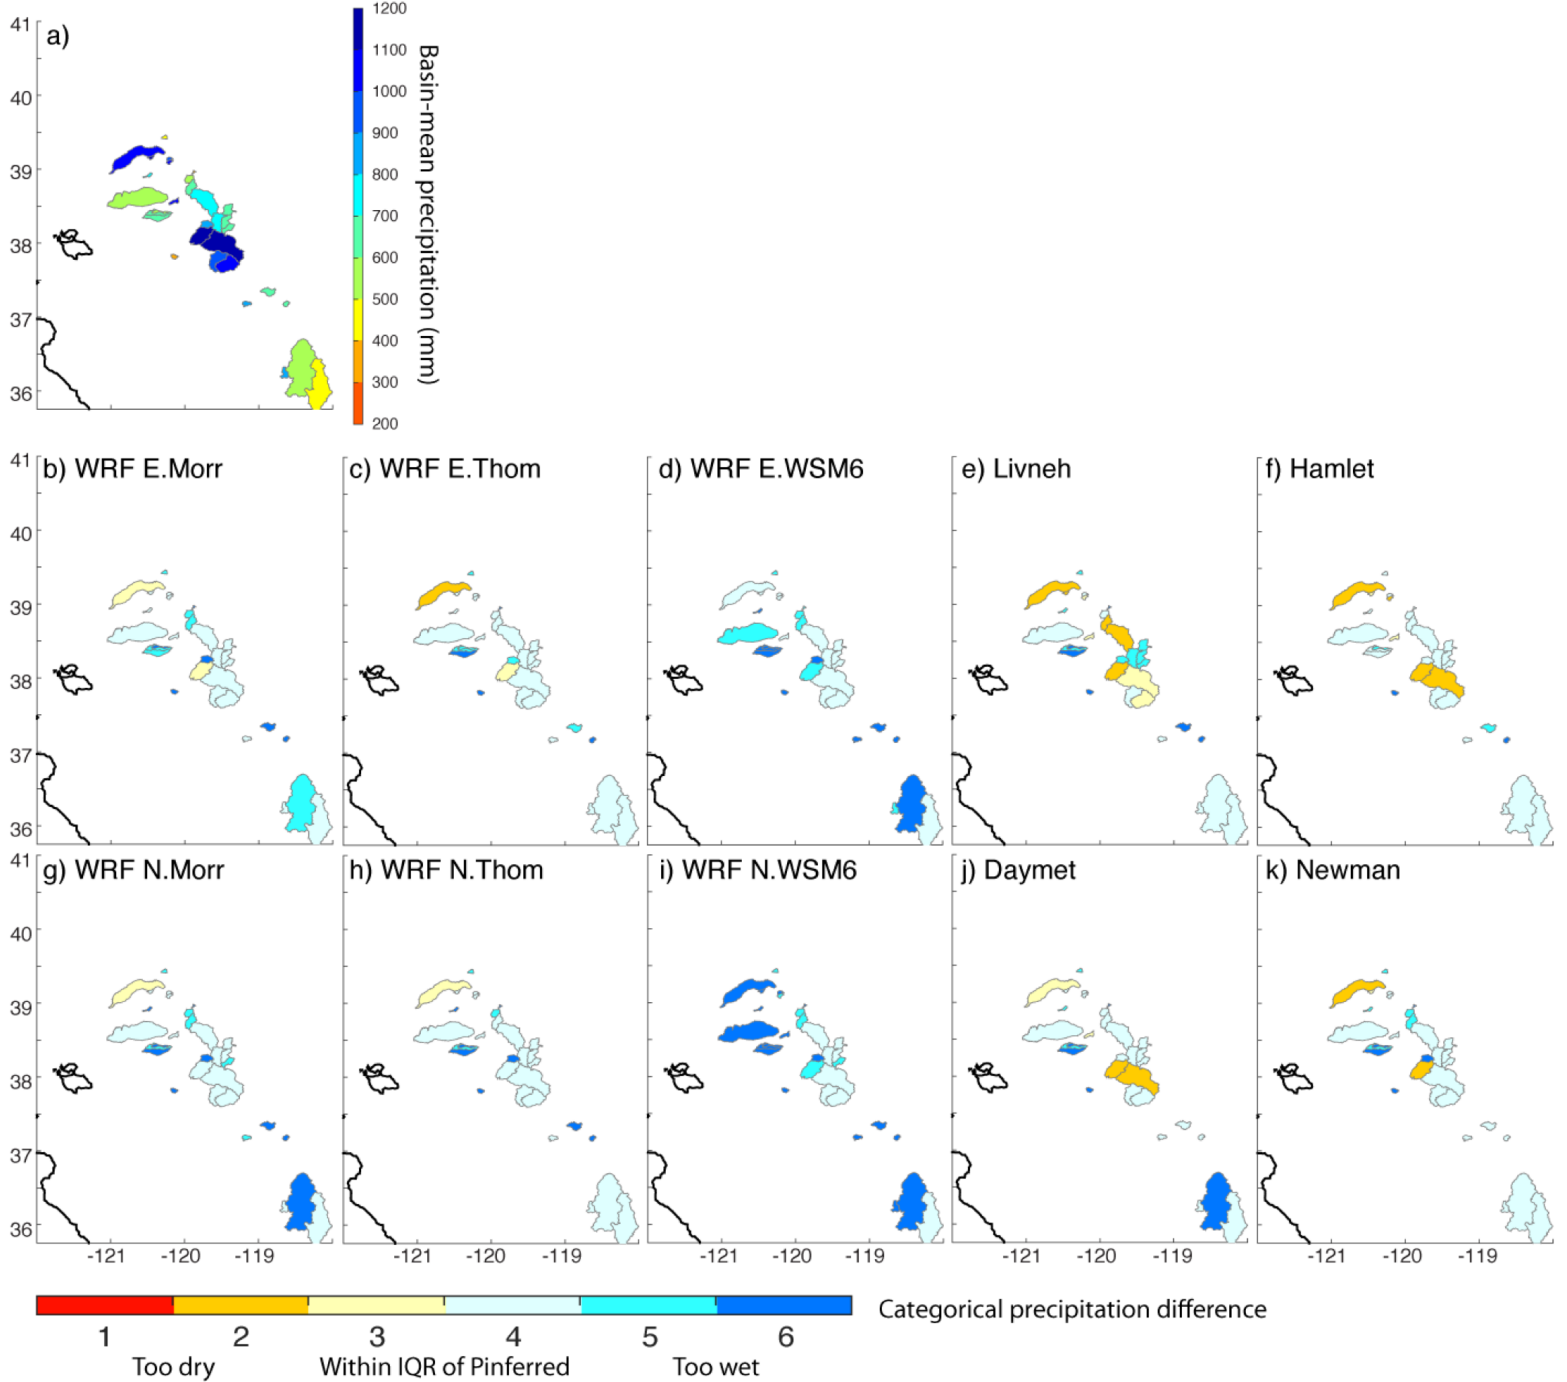 a)
41
40
39
38
37
36
1200
1100
1000
900
800
700
600
500
400
300
200
Basin-mean precipitation (mm)
b) WRF E.Morr
c) WRF E.Thom
d) WRF E.WSM6
e) Livneh
f) Hamlet
41
40
39
38
37
36
g) WRF N.Morr
h) WRF N.Thom
i) WRF N.WSM6
j) Daymet
k) Newman
41
40
39
38
37
36
-121 -120 -119 -121 -120 -119 -121 -120 -119 -121 -120 -119 -121 -120 -119
Categorical precipitation difference
1 2 3 4 5 6
Too dry Within IQR of Pinferred Too wet